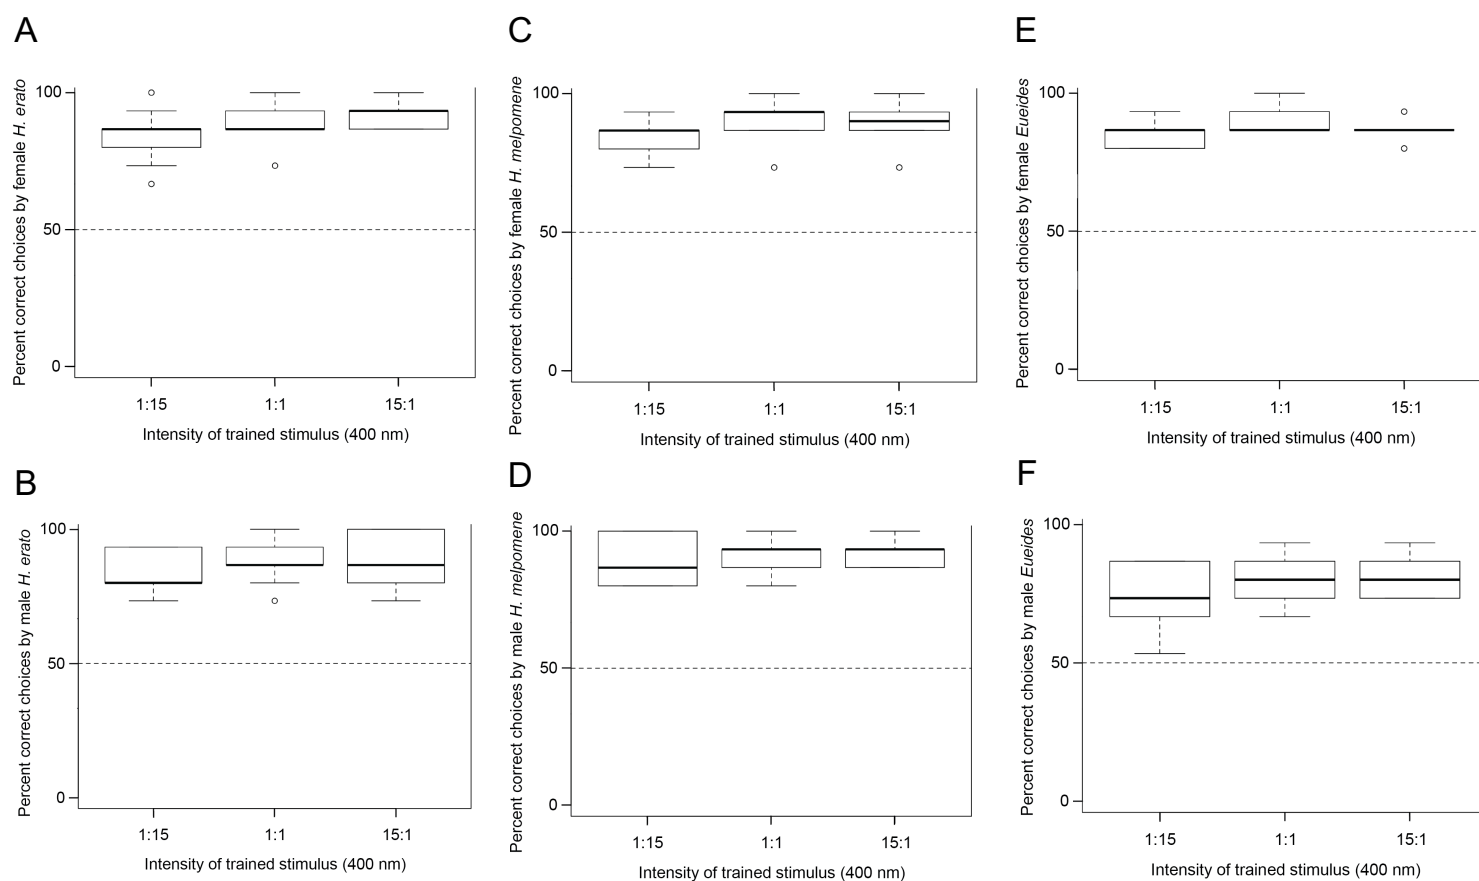 A
Percent correct choices by female H. erato
100
50
0
1:15 1:1 15:1
Intensity of trained stimulus (400 nm)
C
Percent correct choices by female H. melpomene
100
50
0
1:15 1:1 15:1
Intensity of trained stimulus (400 nm)
E
Percent correct choices by female Eueides
100
50
0
1:15 1:1 15:1
Intensity of trained stimulus (400 nm)
B
Percent correct choices by male H. erato
100
50
0
1:15 1:1 15:1
Intensity of trained stimulus (400 nm)
D
Percent correct choices by male H. melpomene
100
50
0
1:15 1:1 15:1
Intensity of trained stimulus (400 nm)
F
Percent correct choices by male Eueides
100
50
0
1:15 1:1 15:1
Intensity of trained stimulus (400 nm)